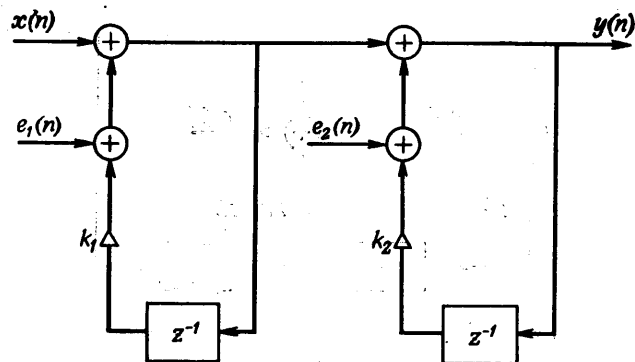 x(n)
y(n)
+
+
e₁(n)
+
e₂(n)
+
k₁
k₂
z⁻¹
z⁻¹